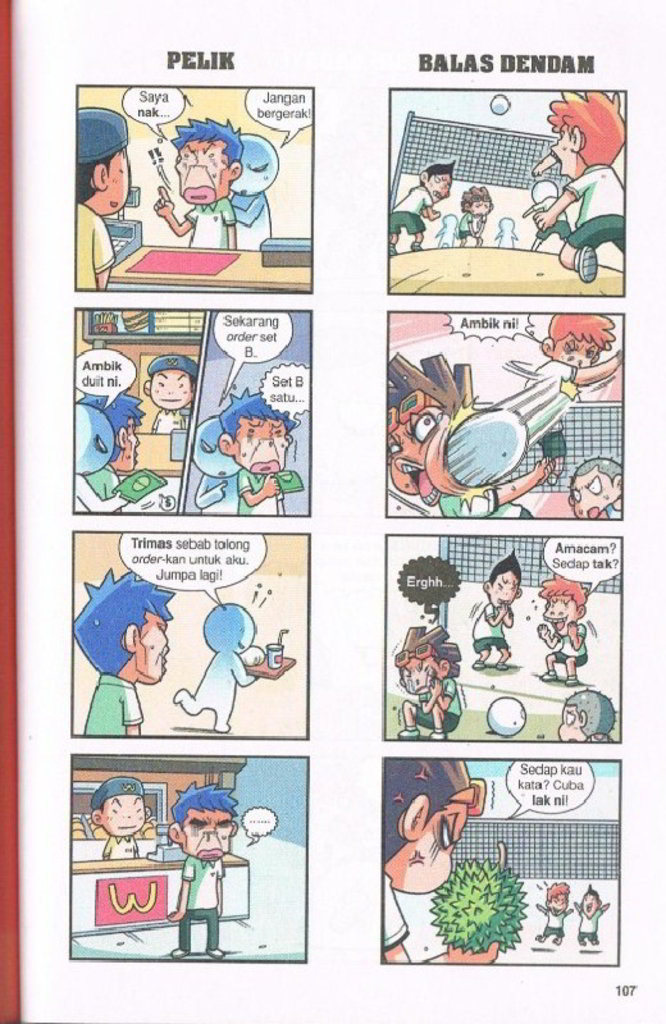 PELIK
Saya
nak...
Jangan
bergerak!
!!
Ambik
duit ni.
$
Sekarang
order set
B..
Set B
satu...
Trimas sebab tolong
order-kan untuk aku.
Jumpa lagi!
......
W
BALAS DENDAM
Ambik ni!
Erghh....
Amacam?
Sedap tak?
Sedap kau
kata? Cuba
lak ni!
107